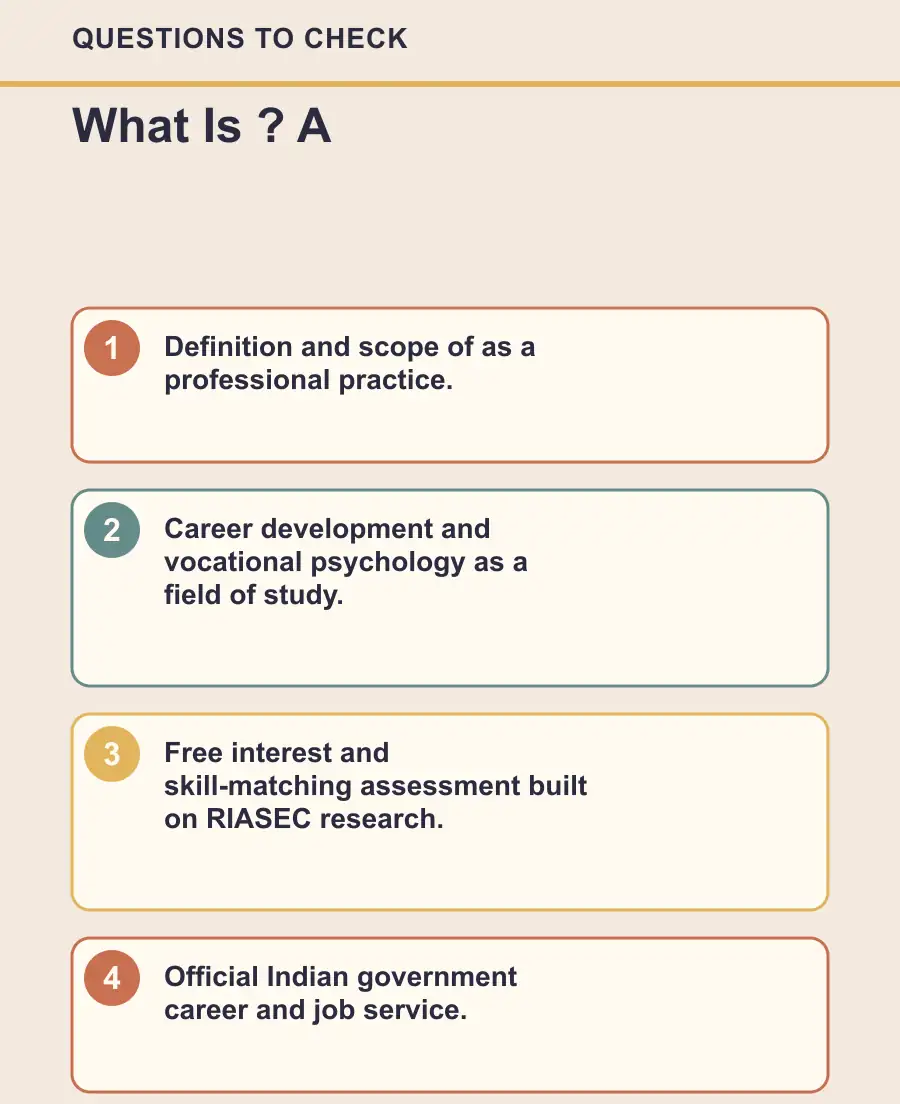 QUESTIONS TO CHECK
What Is ? A
1
Definition and scope of as a
professional practice.
2
Career development and
vocational psychology as a
field of study.
3
Free interest and
skill-matching assessment built
on RIASEC research.
4
Official Indian government
career and job service.